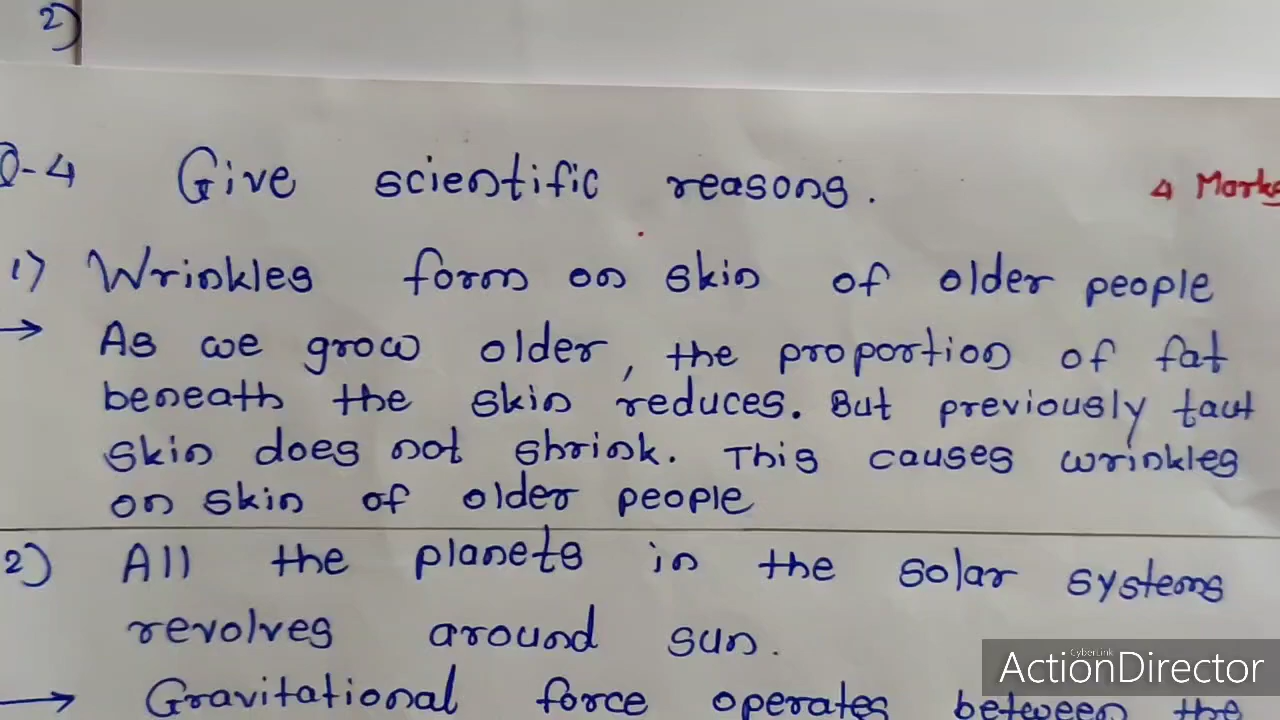 2)
Q-4 Give scientific reasons. 4 Marks
1) Wrinkles form on skin of older people
→ As we grow older, the proportion of fat
beneath the skin reduces. But previously taut
skin does not shrink. This causes wrinkles
on skin of older people
2) All the planets in the solar systems
revolves around sun.
→ Gravitational force operates between the
CyberLink
ActionDirector